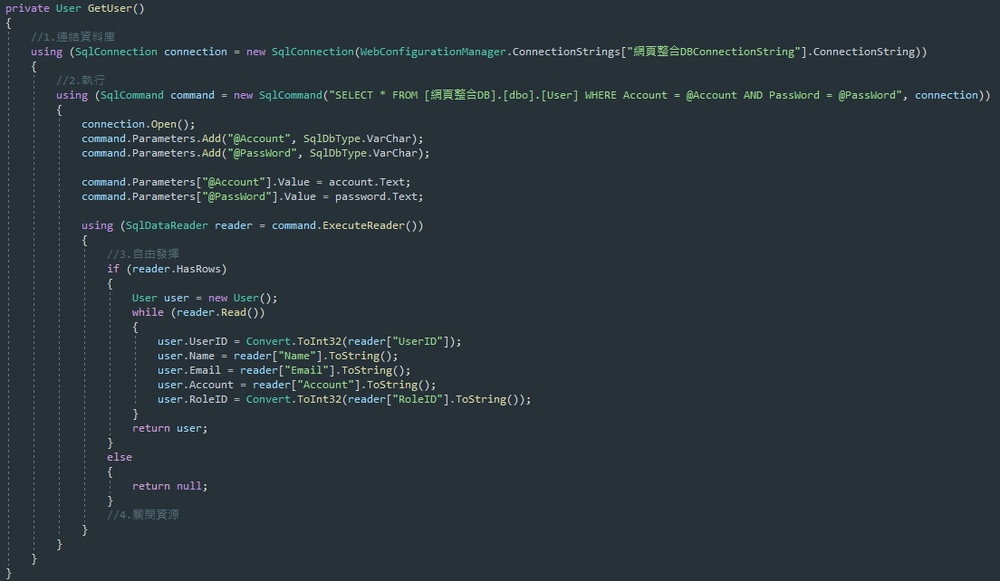 private User GetUser()
{
//1.連結資料庫
using (SqlConnection connection = new SqlConnection(WebConfigurationManager.ConnectionStrings["網頁整合DBConnectionString"].ConnectionString))
{
//2.執行
using (SqlCommand command = new SqlCommand("SELECT * FROM [網頁整合DB].[dbo].[User] WHERE Account = @Account AND PassWord = @PassWord", connection))
{
connection.Open();
command.Parameters.Add("@Account", SqlDbType.VarChar);
command.Parameters.Add("@PassWord", SqlDbType.VarChar);
command.Parameters["@Account"].Value = account.Text;
command.Parameters["@PassWord"].Value = password.Text;
using (SqlDataReader reader = command.ExecuteReader())
{
//3.自由發揮
if (reader.HasRows)
{
User user = new User();
while (reader.Read())
{
user.UserID = Convert.ToInt32(reader["UserID"]);
user.Name = reader["Name"].ToString();
user.Email = reader["Email"].ToString();
user.Account = reader["Account"].ToString();
user.RoleID = Convert.ToInt32(reader["RoleID"].ToString());
}
return user;
}
else
{
return null;
}
//4.關閉資源
}
}
}
}